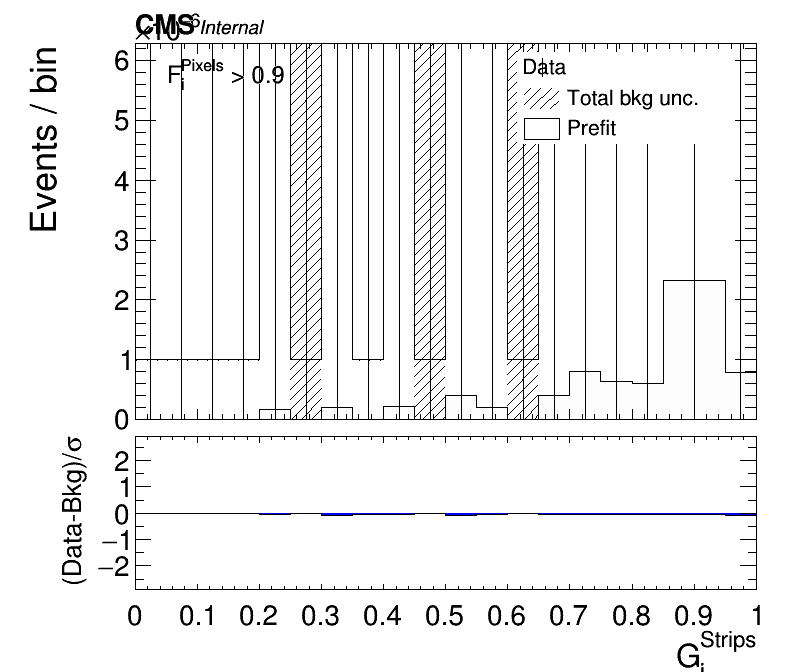 CMS Internal
×10⁻⁶
F_i^Pixels > 0.9
Data
Total bkg unc.
Prefit
Events / bin
6
5
4
3
2
1
0
(Data-Bkg)/σ
2
1
0
−1
−2
0 0.1 0.2 0.3 0.4 0.5 0.6 0.7 0.8 0.9 1
G_i^Strips